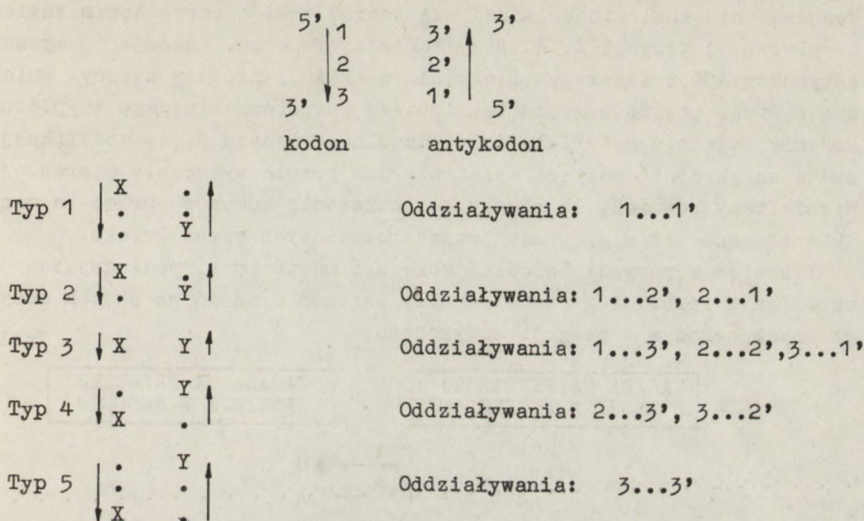 5' 1 3' 3'
2 2'
3' 3 1' 5'
kodon antykodon
Typ 1 X Y Oddziaływania: 1...1'
Typ 2 X Y Oddziaływania: 1...2', 2...1'
Typ 3 X Y Oddziaływania: 1...3', 2...2',3...1'
Typ 4 X Y Oddziaływania: 2...3', 3...2'
Typ 5 X Y Oddziaływania: 3...3'